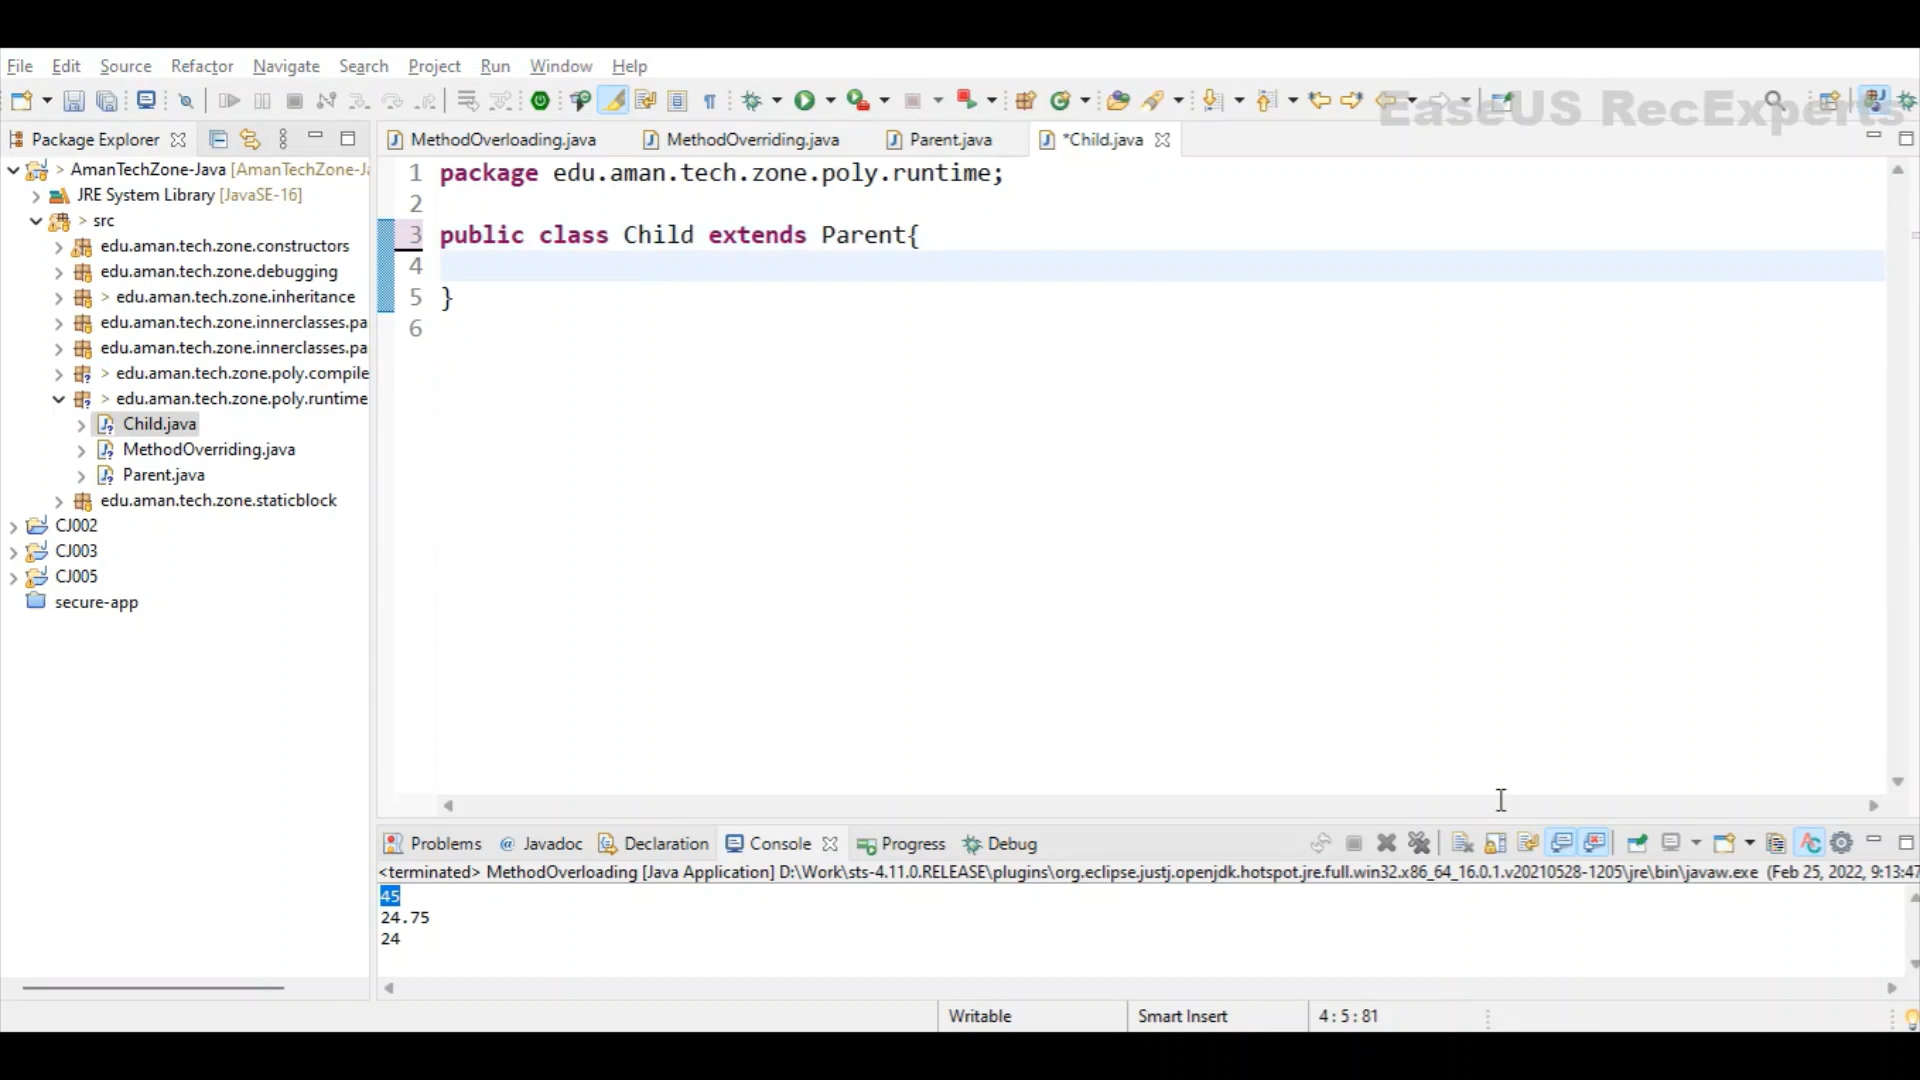 File Edit Source Refactor Navigate Search Project Run Window Help
EaseUS RecExperts
Package Explorer
MethodOverloading.java MethodOverriding.java Parent.java *Child.java
> AmanTechZone-Java [AmanTechZone-Ja
JRE System Library [JavaSE-16]
> src
edu.aman.tech.zone.constructors
edu.aman.tech.zone.debugging
> edu.aman.tech.zone.inheritance
edu.aman.tech.zone.innerclasses.pa
edu.aman.tech.zone.innerclasses.pa
> edu.aman.tech.zone.poly.compile
> edu.aman.tech.zone.poly.runtime
Child.java
MethodOverriding.java
Parent.java
edu.aman.tech.zone.staticblock
CJ002
CJ003
CJ005
secure-app
1 package edu.aman.tech.zone.poly.runtime;
2
3 public class Child extends Parent{
4
5 }
6
Problems @ Javadoc Declaration Console Progress Debug
<terminated> MethodOverloading [Java Application] D:\Work\sts-4.11.0.RELEASE\plugins\org.eclipse.justj.openjdk.hotspot.jre.full.win32.x86_64_16.0.1.v20210528-1205\jre\bin\javaw.exe (Feb 25, 2022, 9:13:47
45
24.75
24
Writable Smart Insert 4 : 5 : 81